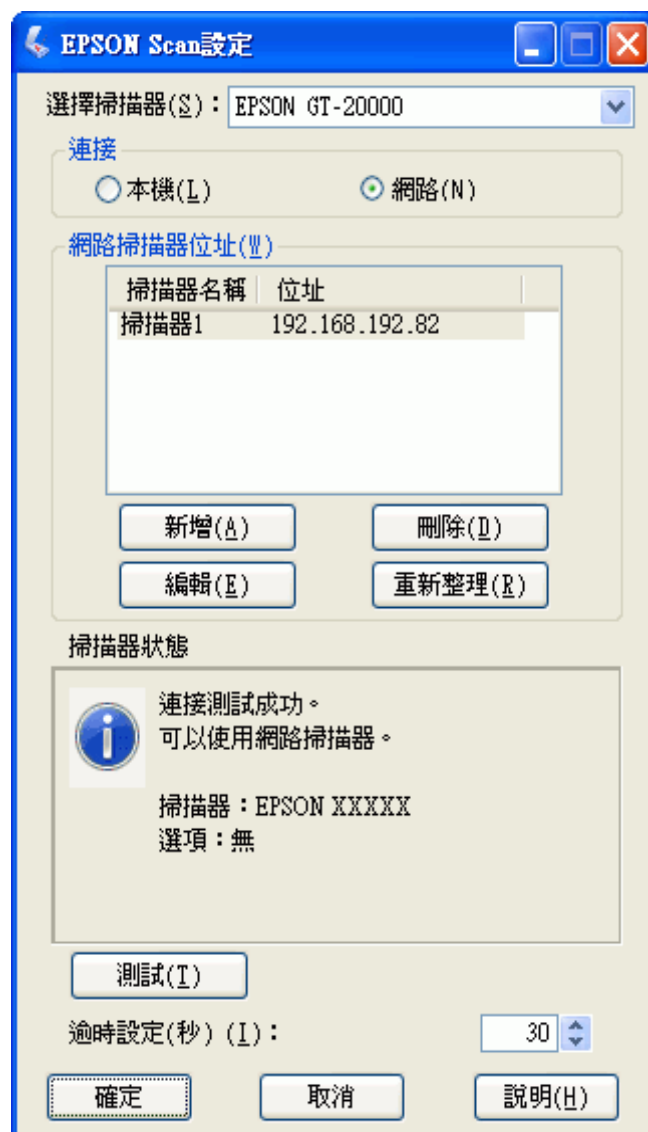 EPSON Scan設定
選擇掃描器(S)：EPSON GT-20000
連接
本機(L) 網路(N)
網路掃描器位址(W)
掃描器名稱 位址
掃描器1 192.168.192.82
新增(A) 刪除(D)
編輯(E) 重新整理(R)
掃描器狀態
連接測試成功。
可以使用網路掃描器。
掃描器：EPSON XXXXX
選項：無
測試(T)
逾時設定(秒) (I)： 30
確定 取消 說明(H)